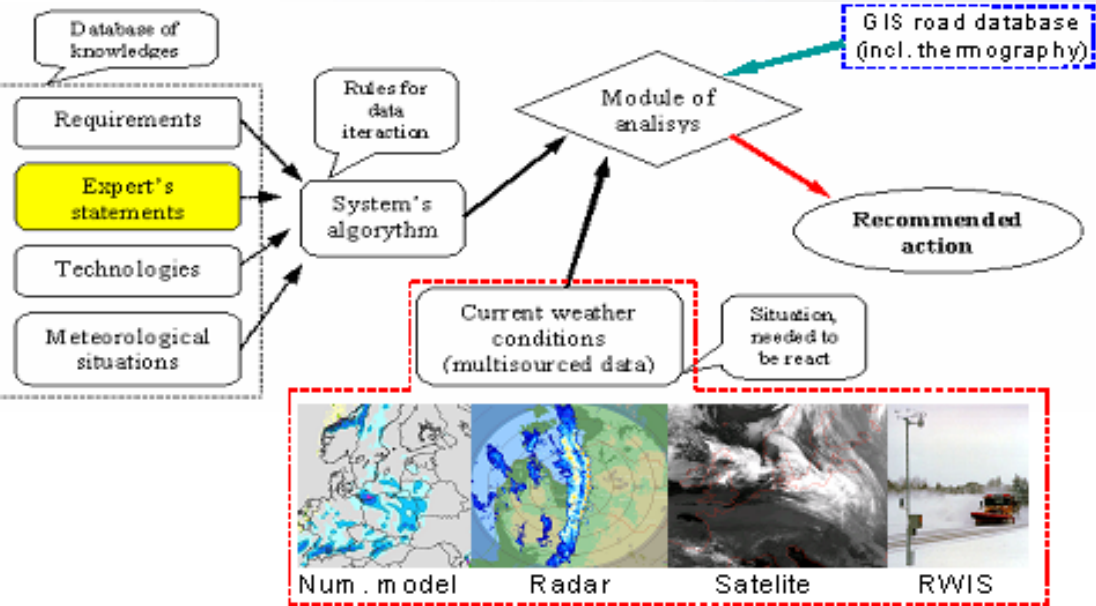 Database of
knowledges
Requirements
Expert's
statements
Technologies
Meteorological
situations
Rules for
data
iteraction
System's
algorythm
Module of
analisys
GIS road database
(incl. thermography)
Recommended
action
Current weather
conditions
(multisourced data)
Situation,
needed to
be react
Num. model
Radar
Satelite
RWIS